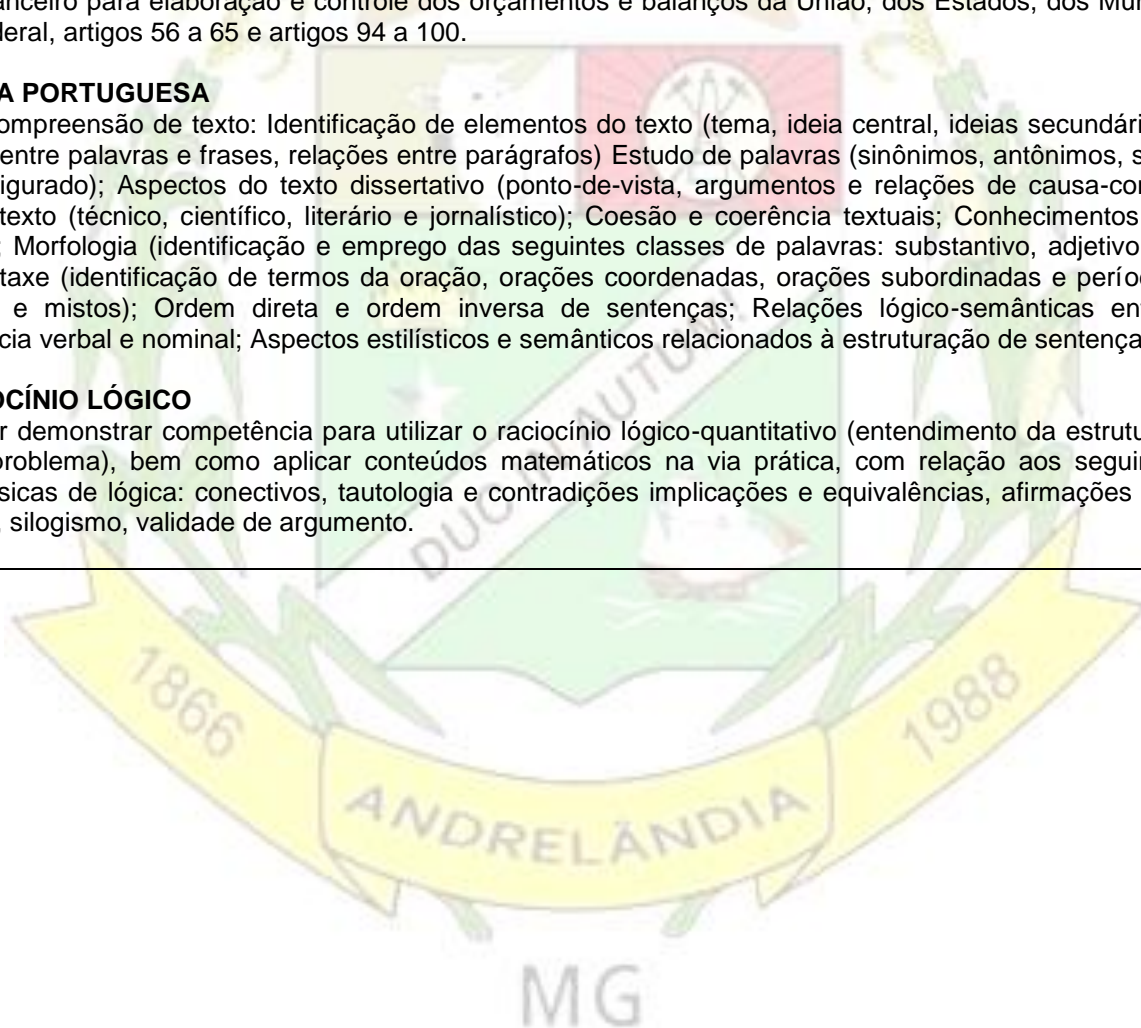 anceiro para elaboração e controle dos orçamentos e balanços da União, dos Estados, dos Mun
deral, artigos 56 a 65 e artigos 94 a 100.
A PORTUGUESA
ompreensão de texto: Identificação de elementos do texto (tema, ideia central, ideias secundári
entre palavras e frases, relações entre parágrafos) Estudo de palavras (sinônimos, antônimos, s
igurado); Aspectos do texto dissertativo (ponto-de-vista, argumentos e relações de causa-co
texto (técnico, científico, literário e jornalístico); Coesão e coerência textuais; Conhecimentos
; Morfologia (identificação e emprego das seguintes classes de palavras: substantivo, adjetivo
taxe (identificação de termos da oração, orações coordenadas, orações subordinadas e perío
e mistos); Ordem direta e ordem inversa de sentenças; Relações lógico-semânticas en
cia verbal e nominal; Aspectos estilísticos e semânticos relacionados à estruturação de sentença
OCÍNIO LÓGICO
r demonstrar competência para utilizar o raciocínio lógico-quantitativo (entendimento da estrutu
problema), bem como aplicar conteúdos matemáticos na via prática, com relação aos segui
sicas de lógica: conectivos, tautologia e contradições implicações e equivalências, afirmações
, silogismo, validade de argumento.
DUC IN AUTUM!
1866
ANDRELÂNDIA
1988
MG